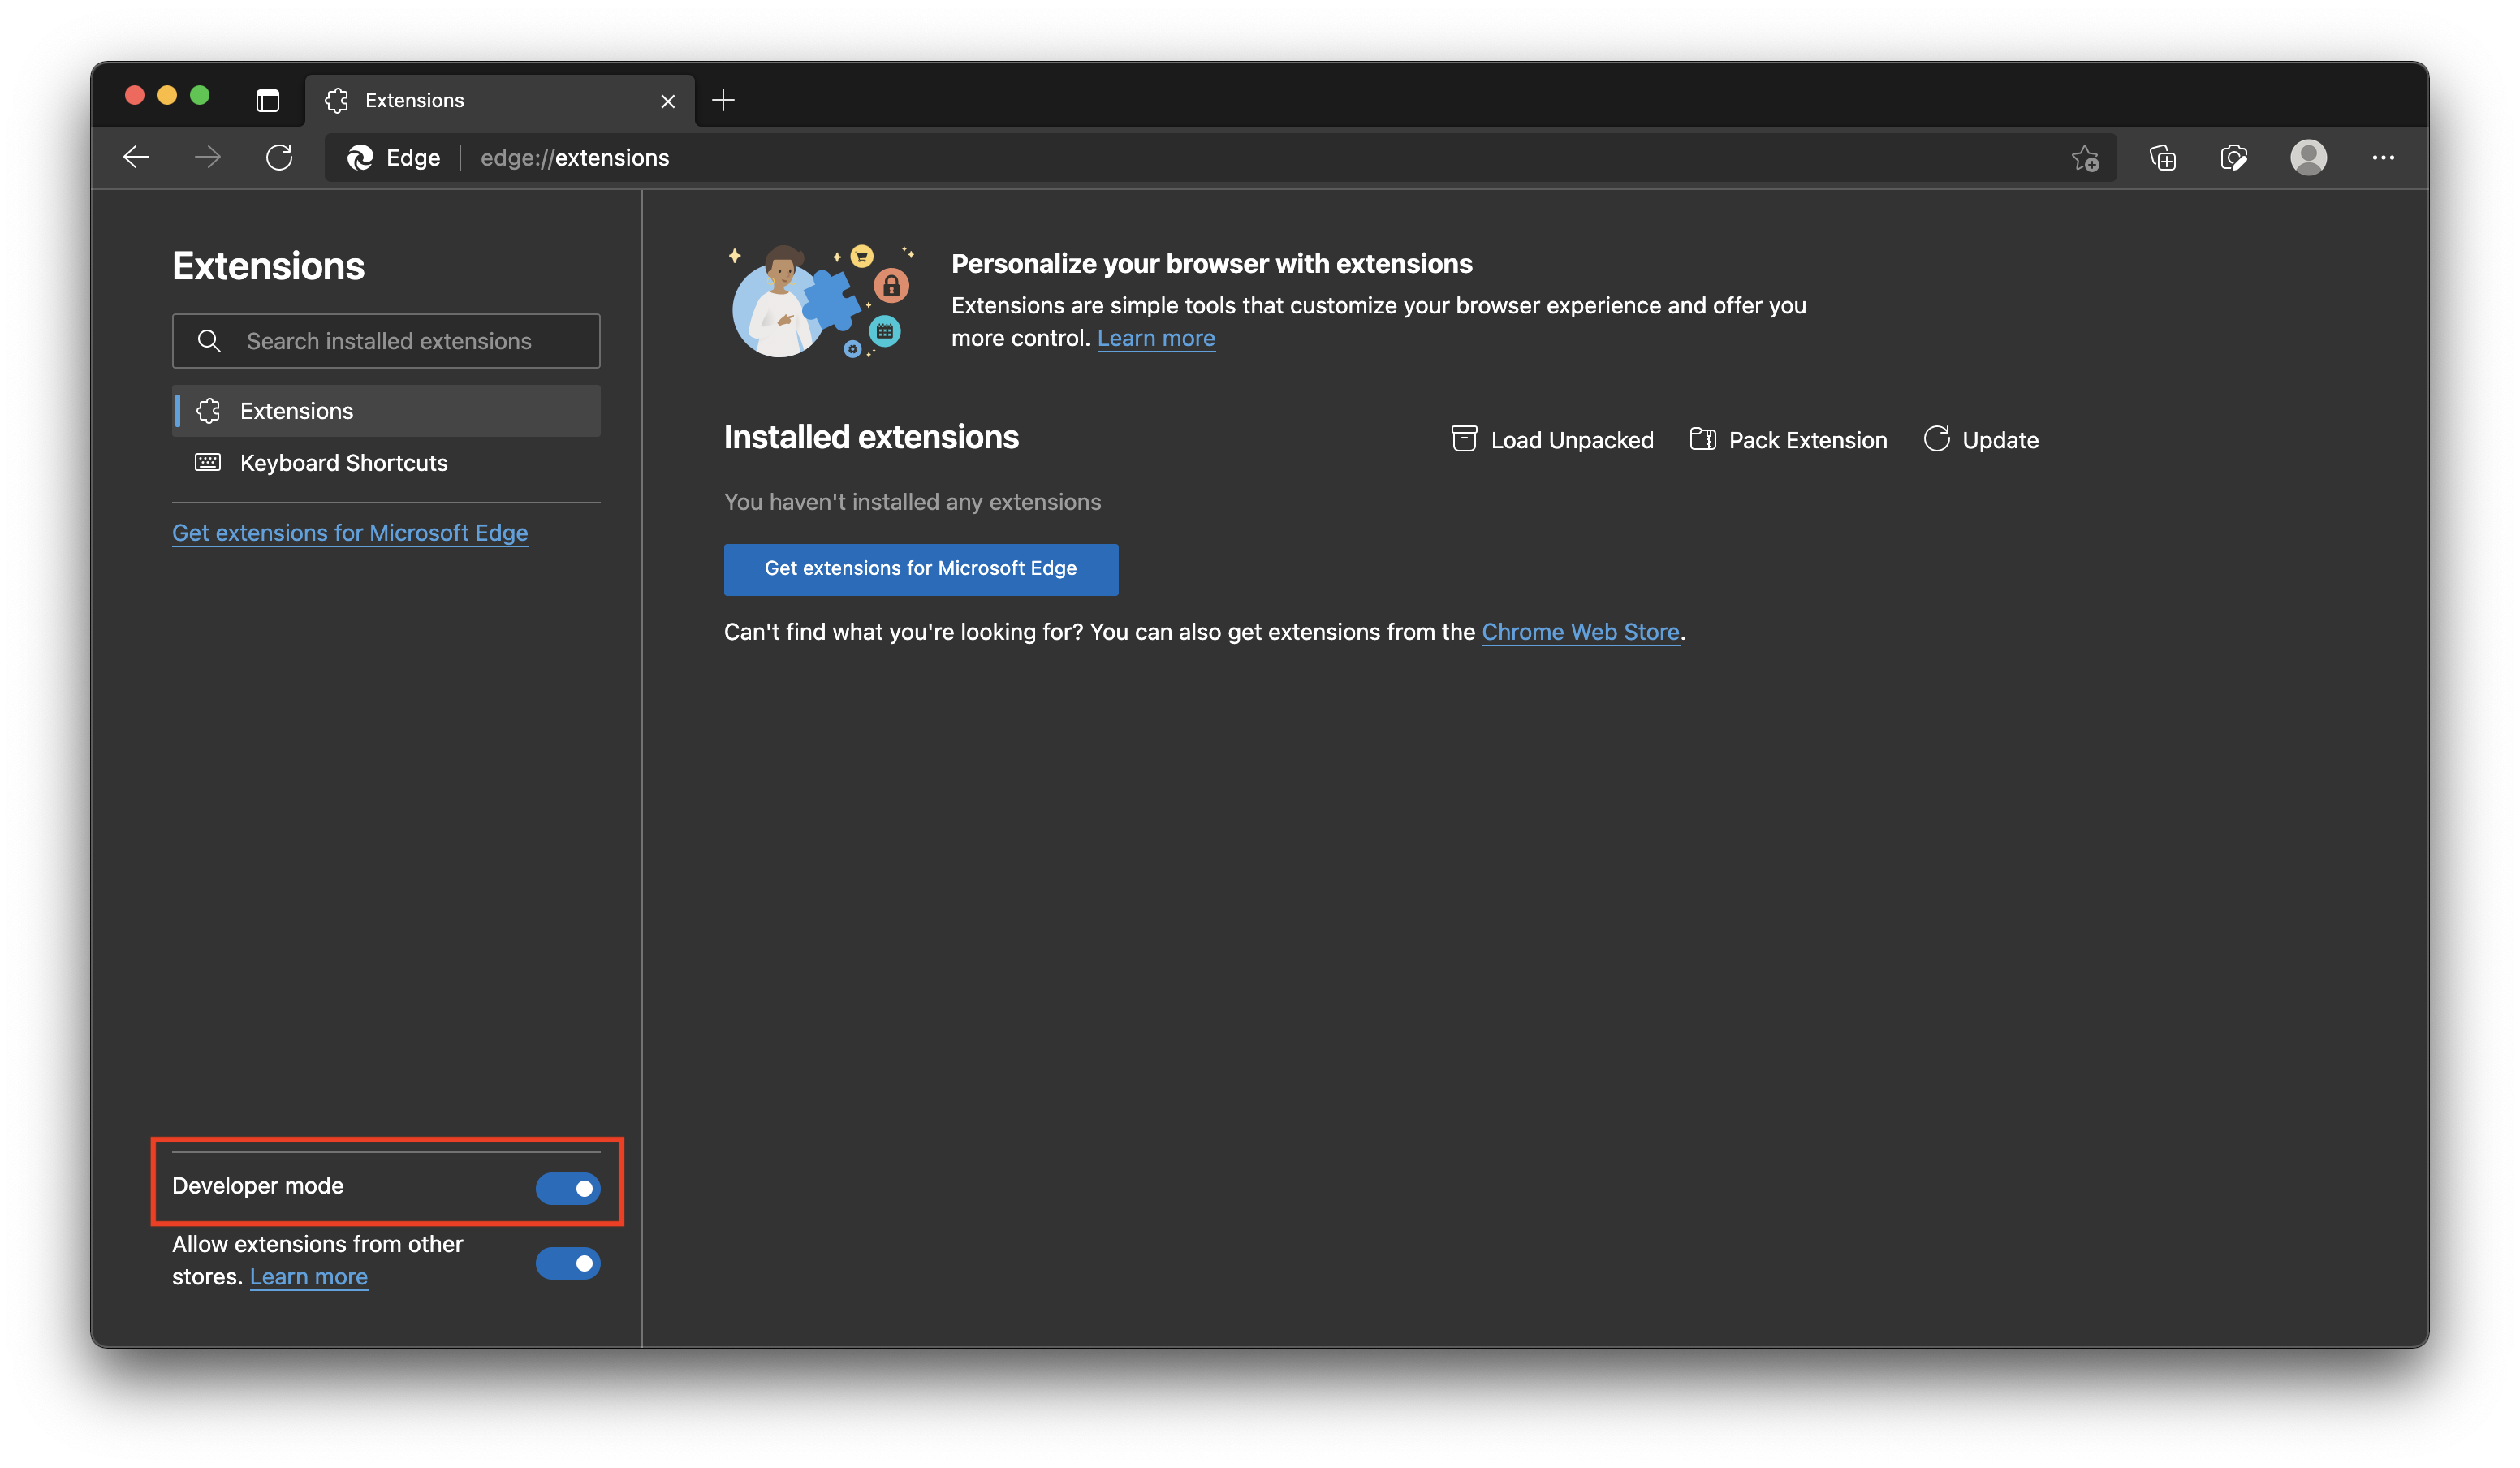 Extensions
Edge
edge://extensions
Extensions
Search installed extensions
Extensions
Keyboard Shortcuts
Get extensions for Microsoft Edge
Developer mode
Allow extensions from other
stores. Learn more
Personalize your browser with extensions
Extensions are simple tools that customize your browser experience and offer you
more control. Learn more
Installed extensions
Load Unpacked
Pack Extension
Update
You haven't installed any extensions
Get extensions for Microsoft Edge
Can't find what you're looking for? You can also get extensions from the Chrome Web Store.